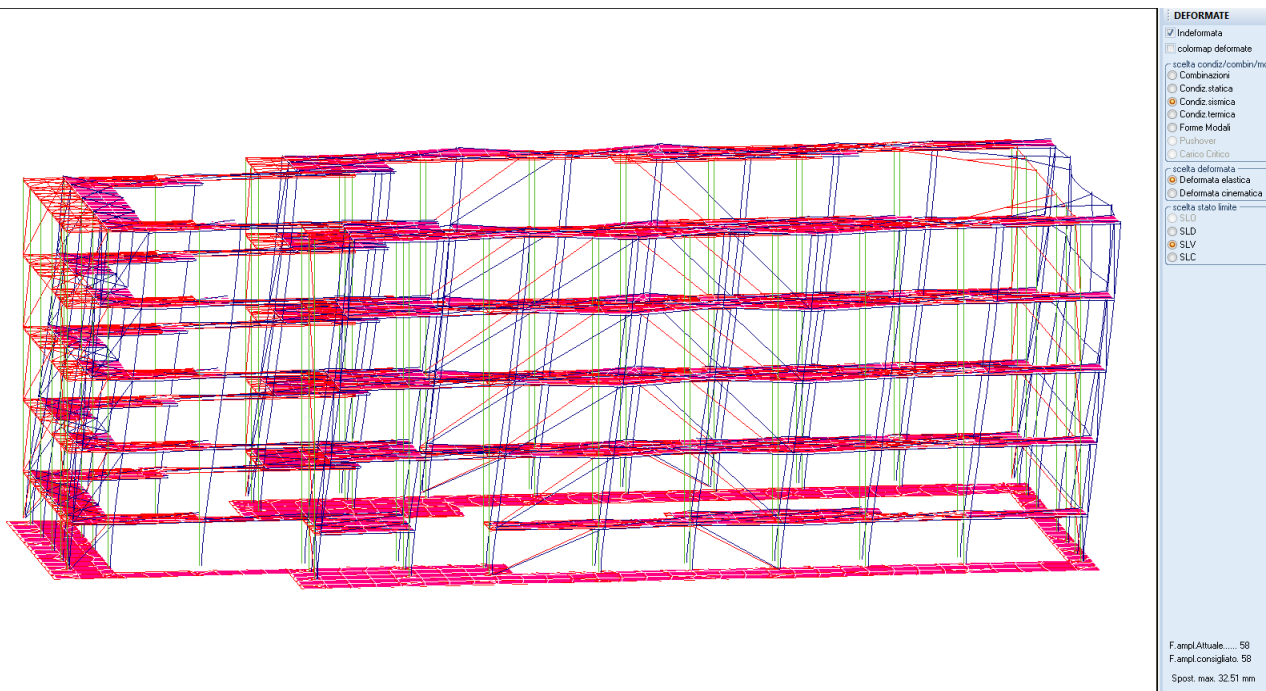 DEFORMATE
Indeformata
colormap deformate
scelta condiz/combin/mo
Combinazioni
Condiz.statica
Condiz.sismica
Condiz.termica
Forme Modali
Pushover
Carico Critico
scelta deformata
Deformata elastica
Deformata cinematica
scelta stato limite
SLO
SLD
SLV
SLC
F.ampl.Attuale...... 58
F.ampl.consigliato. 58
Spost. max. 32.51 mm